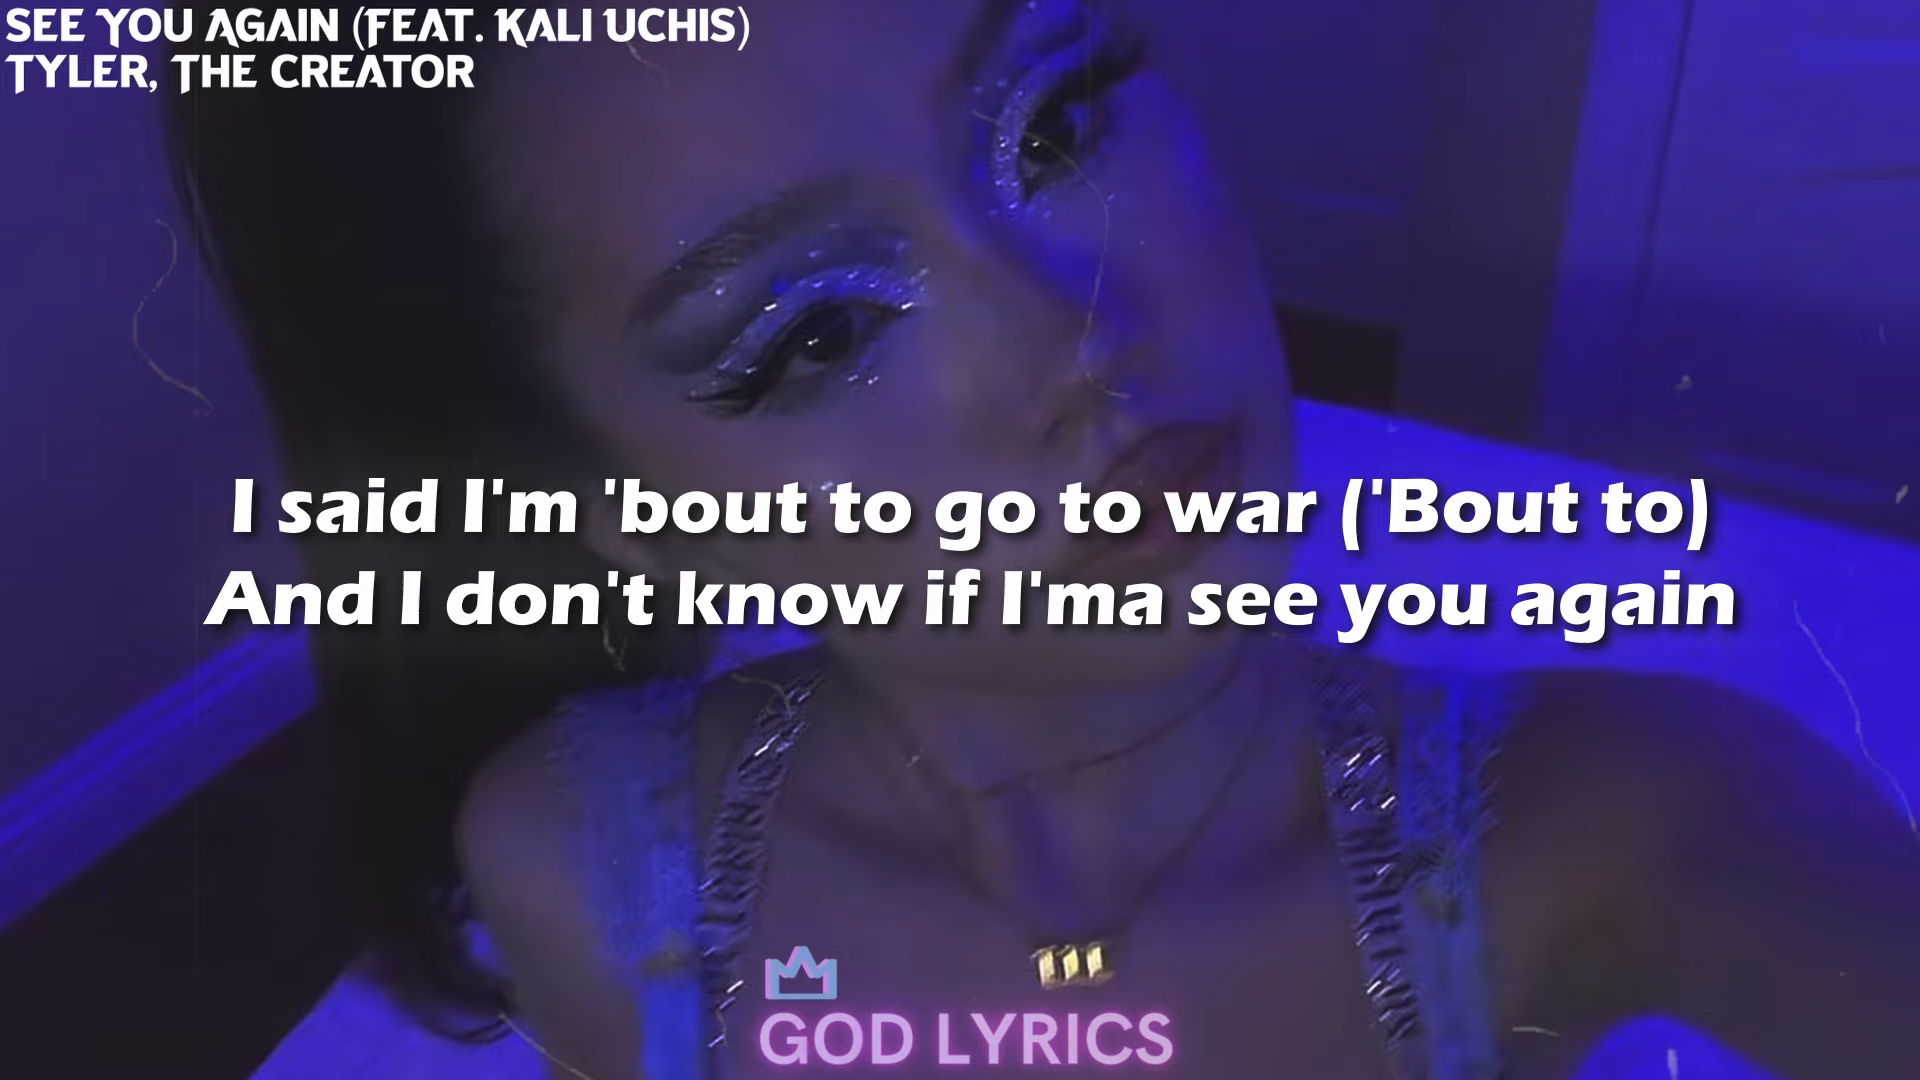 SEE YOU AGAIN (FEAT. KALI UCHIS)
TYLER, THE CREATOR
I said I'm 'bout to go to war ('Bout to)
And I don't know if I'ma see you again
GOD LYRICS